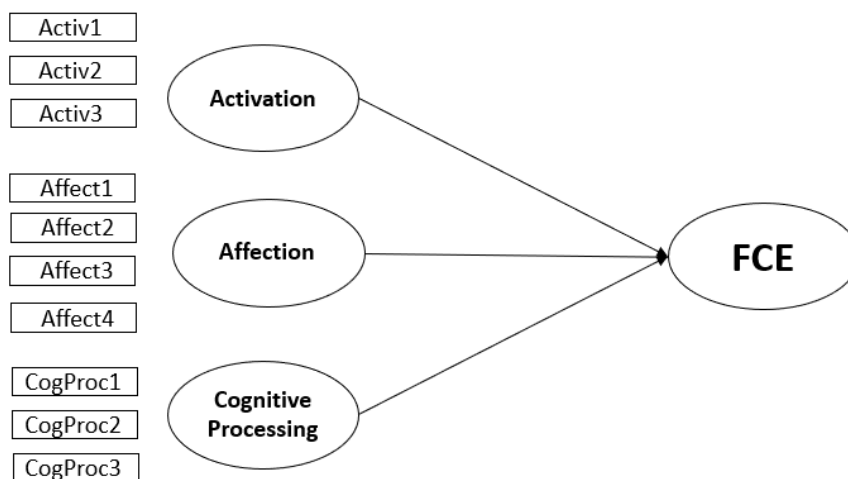 Activ1
Activ2
Activ3
Activation
Affect1
Affect2
Affect3
Affect4
Affection
FCE
CogProc1
CogProc2
CogProc3
Cognitive
Processing